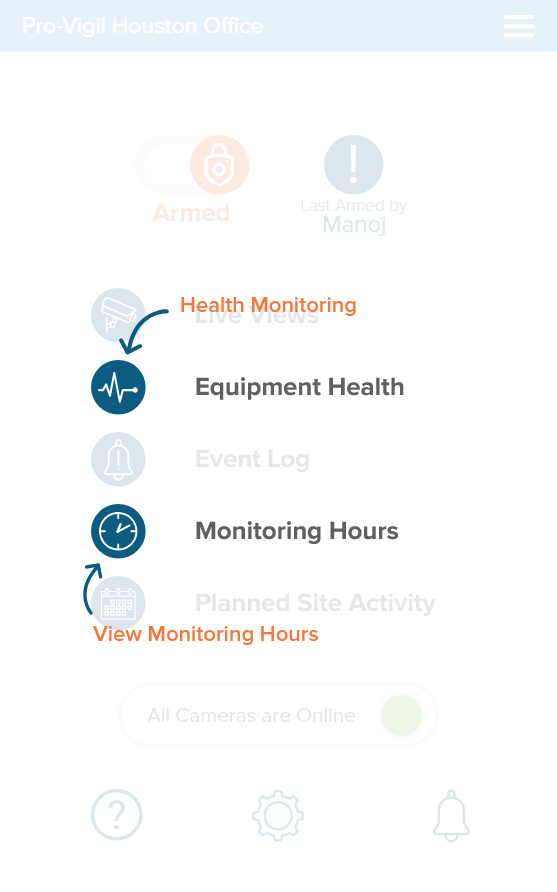 Pro-Vigil Houston Office
Armed
Last Armed by
Manoj
Health Monitoring
Live Views
Equipment Health
Event Log
Monitoring Hours
Planned Site Activity
View Monitoring Hours
All Cameras are Online